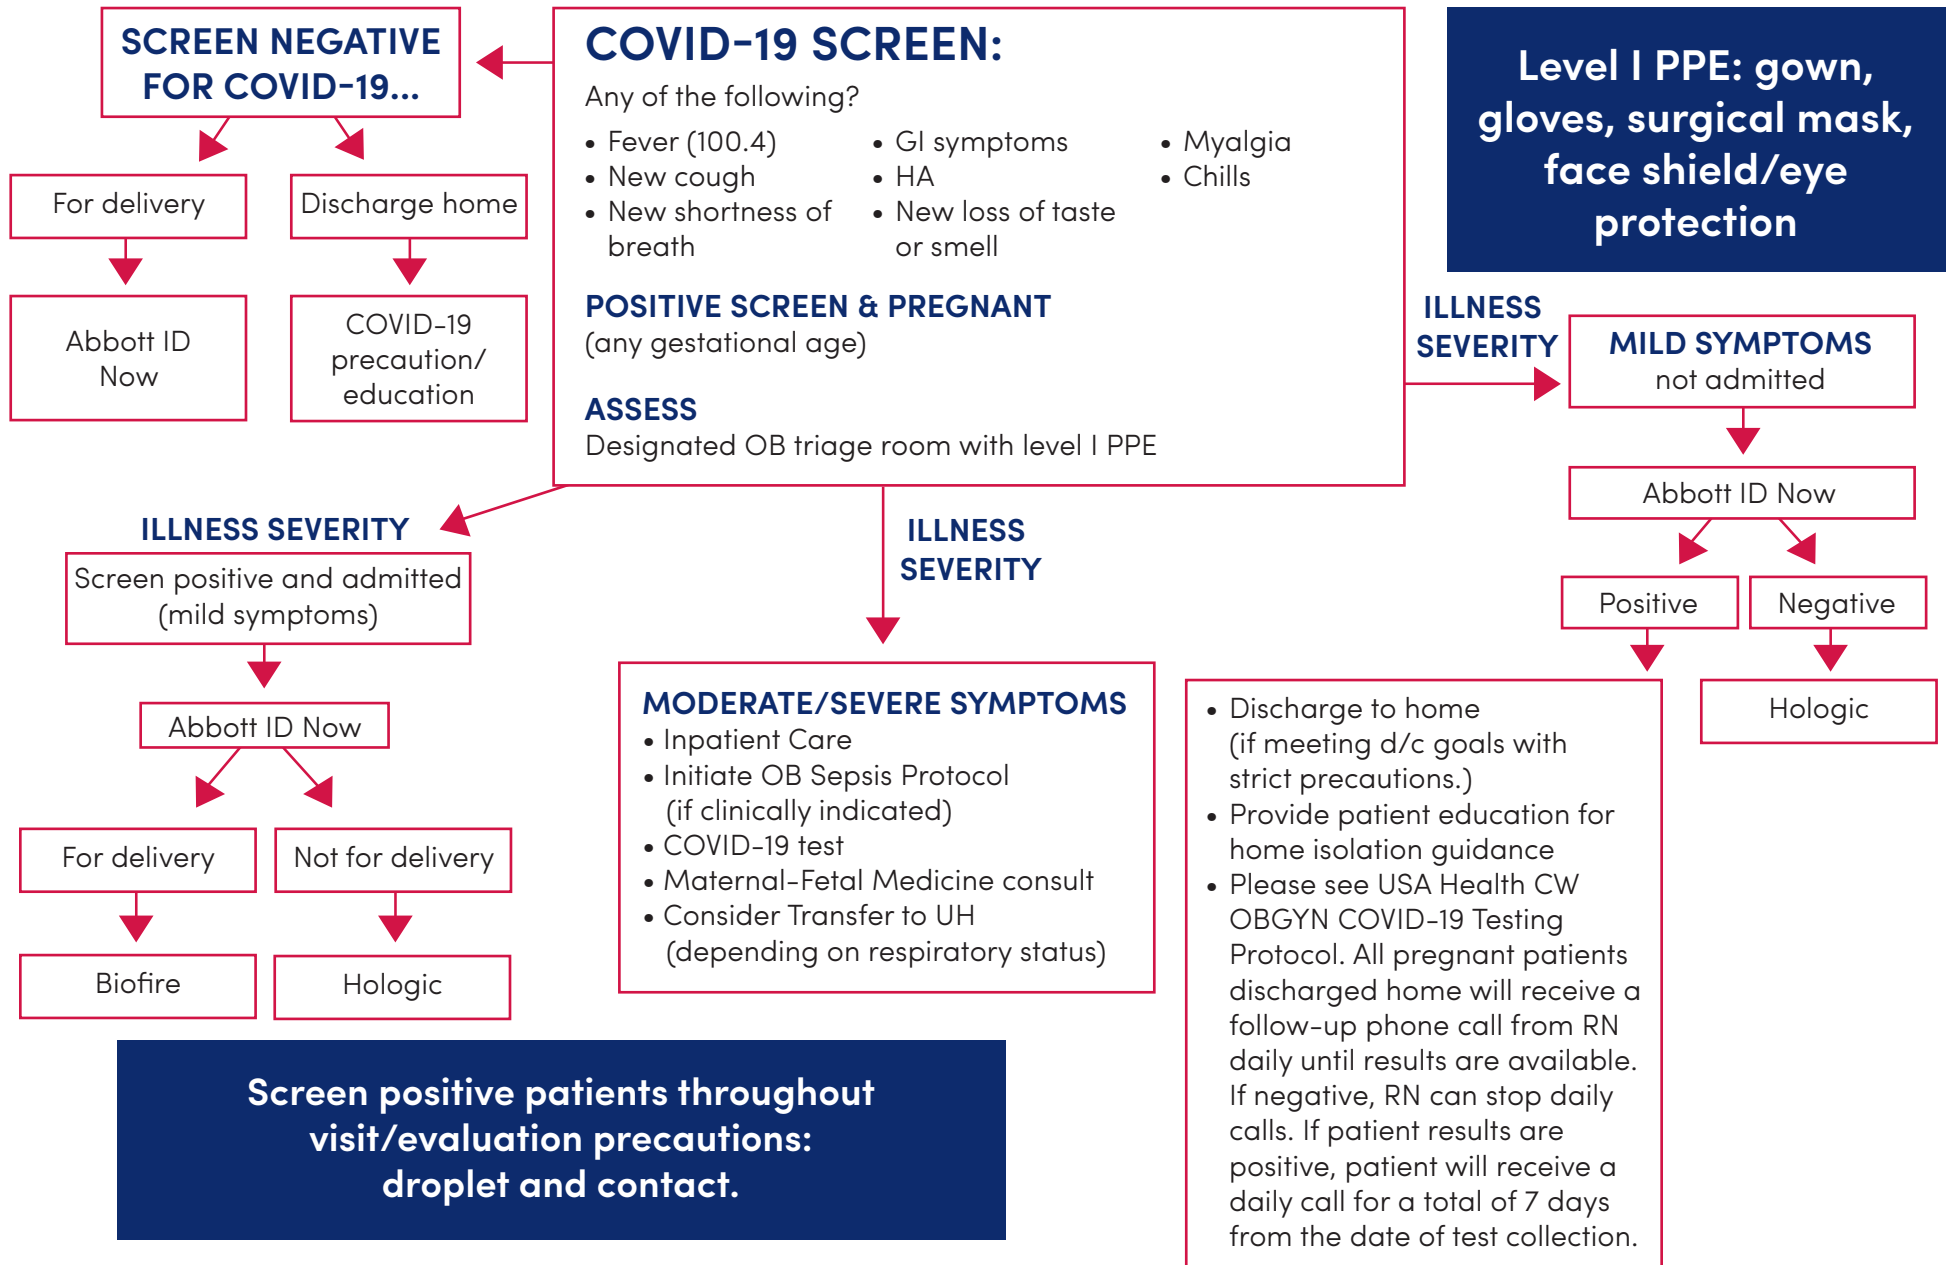 SCREEN NEGATIVE
FOR COVID-19...
For delivery
Discharge home
Abbott ID
Now
COVID-19
precaution/
education
COVID-19 SCREEN:
Any of the following?
• Fever (100.4)
• New cough
• New shortness of
breath
• GI symptoms
• HA
• New loss of taste
or smell
• Myalgia
• Chills
POSITIVE SCREEN & PREGNANT
(any gestational age)
ASSESS
Designated OB triage room with level I PPE
Level I PPE: gown,
gloves, surgical mask,
face shield/eye
protection
ILLNESS
SEVERITY
MILD SYMPTOMS
not admitted
Abbott ID Now
Positive
Negative
• Discharge to home
(if meeting d/c goals with
strict precautions.)
• Provide patient education for
home isolation guidance
• Please see USA Health CW
OBGYN COVID-19 Testing
Protocol. All pregnant patients
discharged home will receive a
follow-up phone call from RN
daily until results are available.
If negative, RN can stop daily
calls. If patient results are
positive, patient will receive a
daily call for a total of 7 days
from the date of test collection.
Hologic
ILLNESS SEVERITY
Screen positive and admitted
(mild symptoms)
Abbott ID Now
For delivery
Not for delivery
Biofire
Hologic
ILLNESS
SEVERITY
MODERATE/SEVERE SYMPTOMS
• Inpatient Care
• Initiate OB Sepsis Protocol
(if clinically indicated)
• COVID-19 test
• Maternal-Fetal Medicine consult
• Consider Transfer to UH
(depending on respiratory status)
Screen positive patients throughout
visit/evaluation precautions:
droplet and contact.